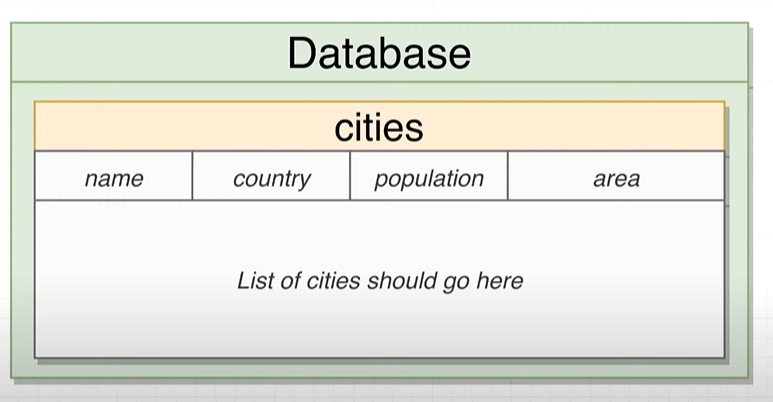 Database
cities
name country population area
List of cities should go here